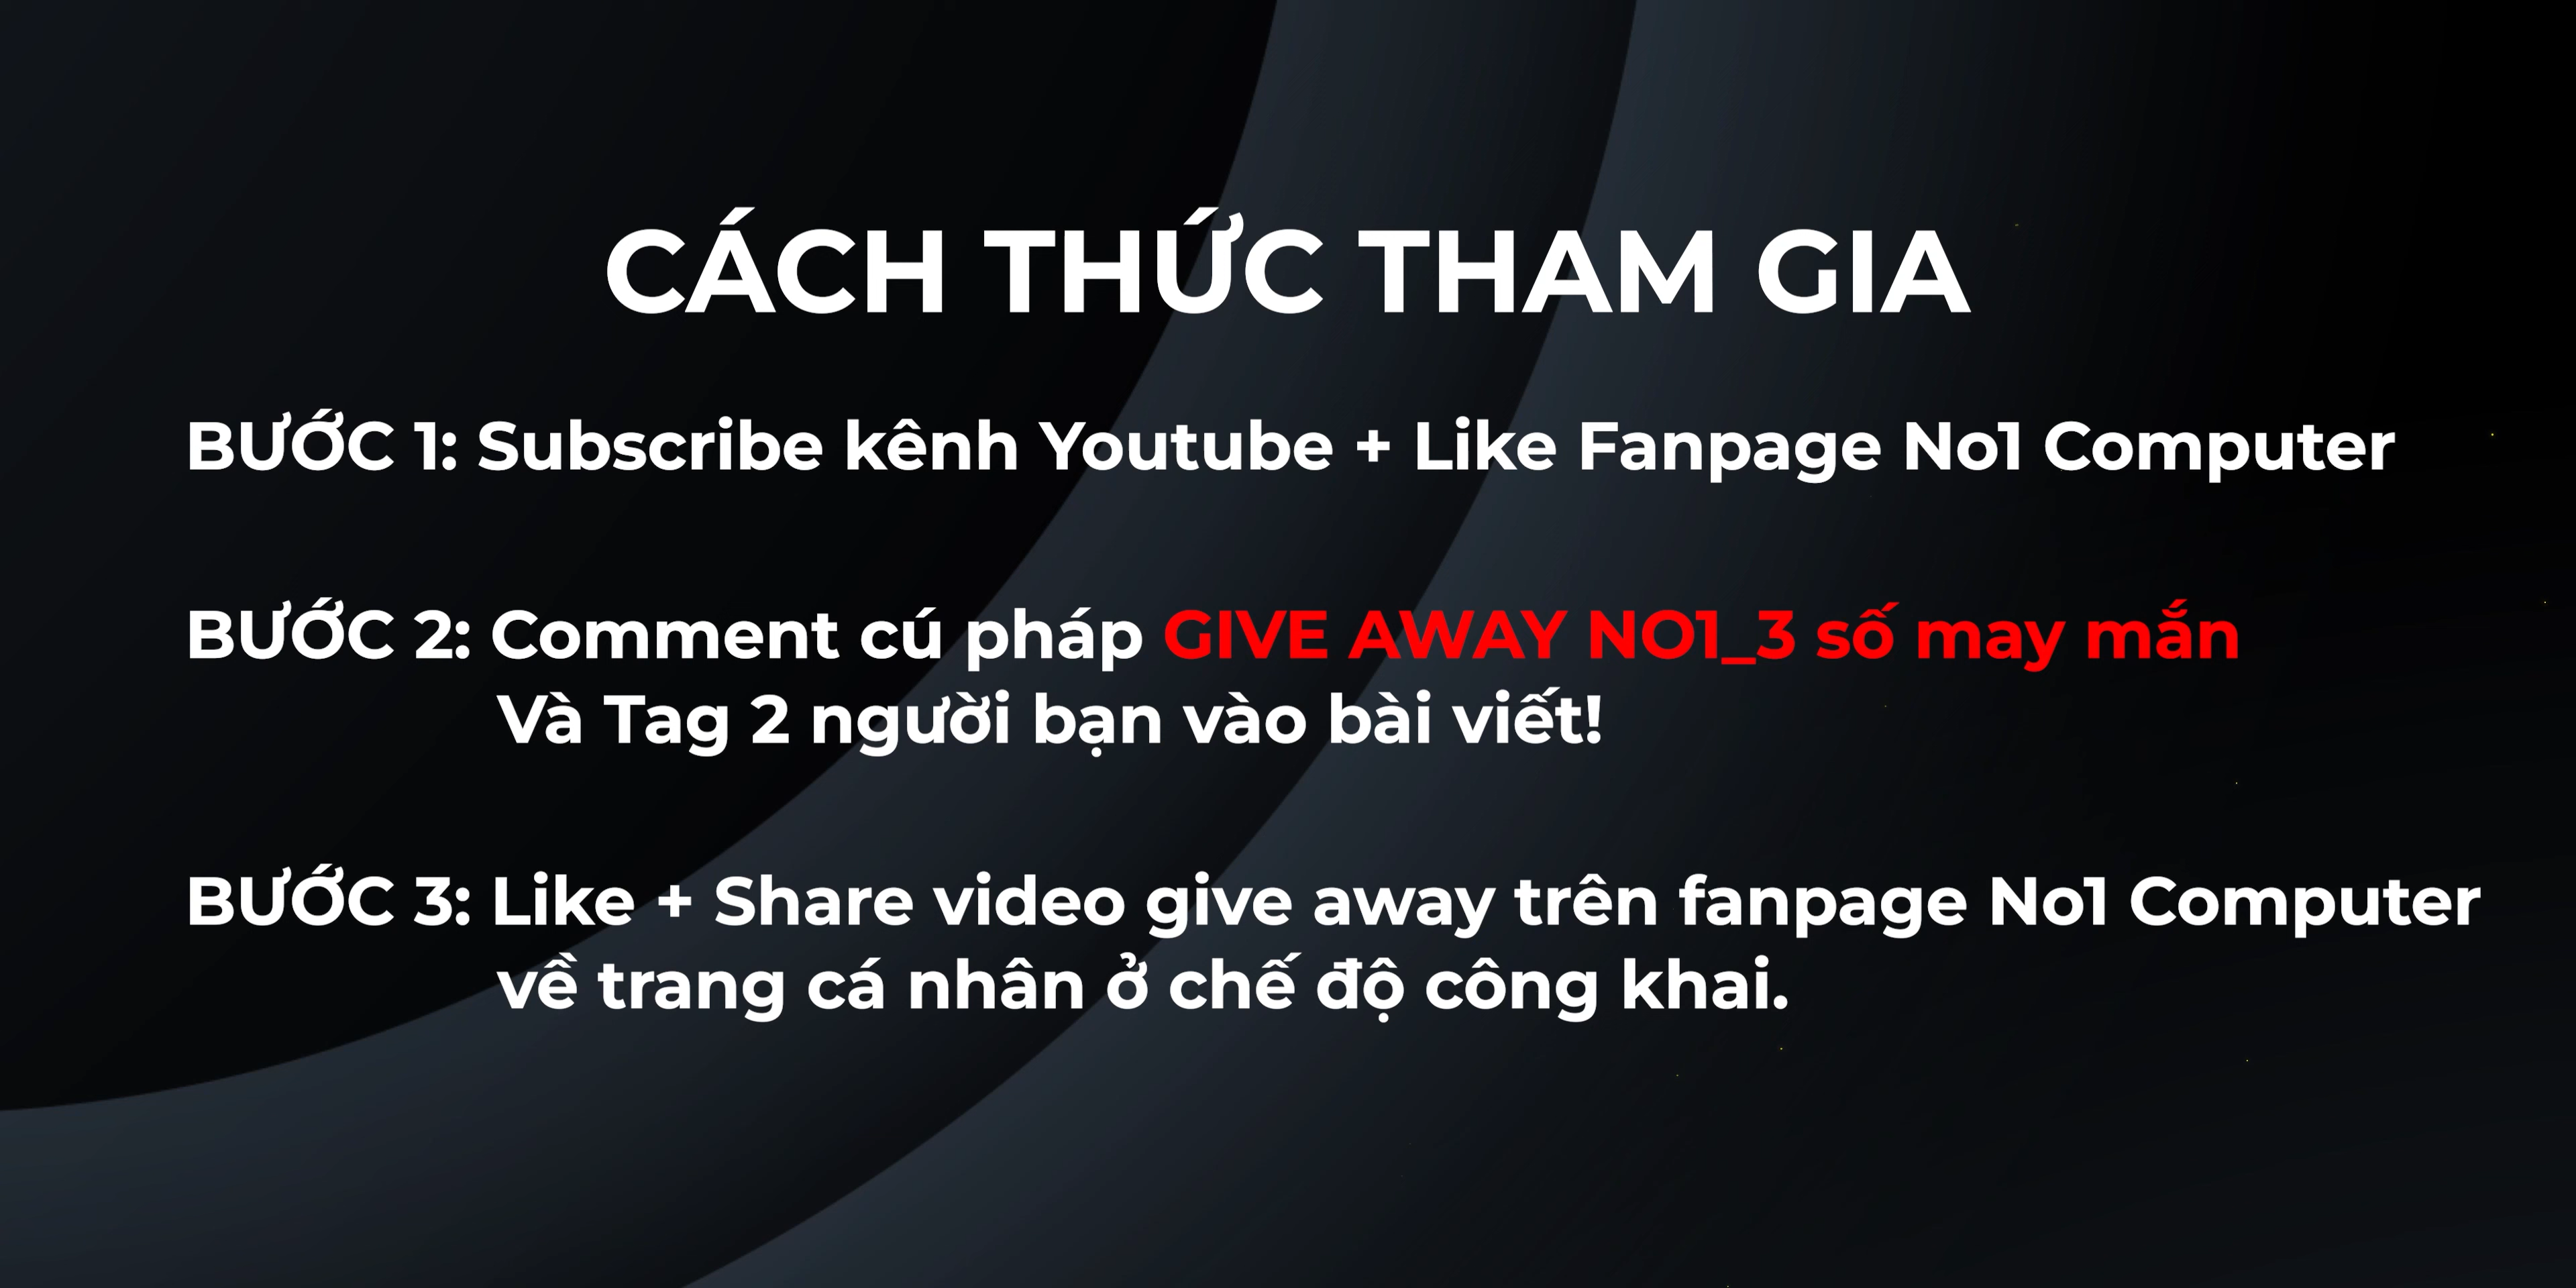 CÁCH THỨC THAM GIA
BƯỚC 1: Subscribe kênh Youtube + Like Fanpage No1 Computer
BƯỚC 2: Comment cú pháp GIVE AWAY NO1_3 số may mắn
Và Tag 2 người bạn vào bài viết!
BƯỚC 3: Like + Share video give away trên fanpage No1 Computer
về trang cá nhân ở chế độ công khai.